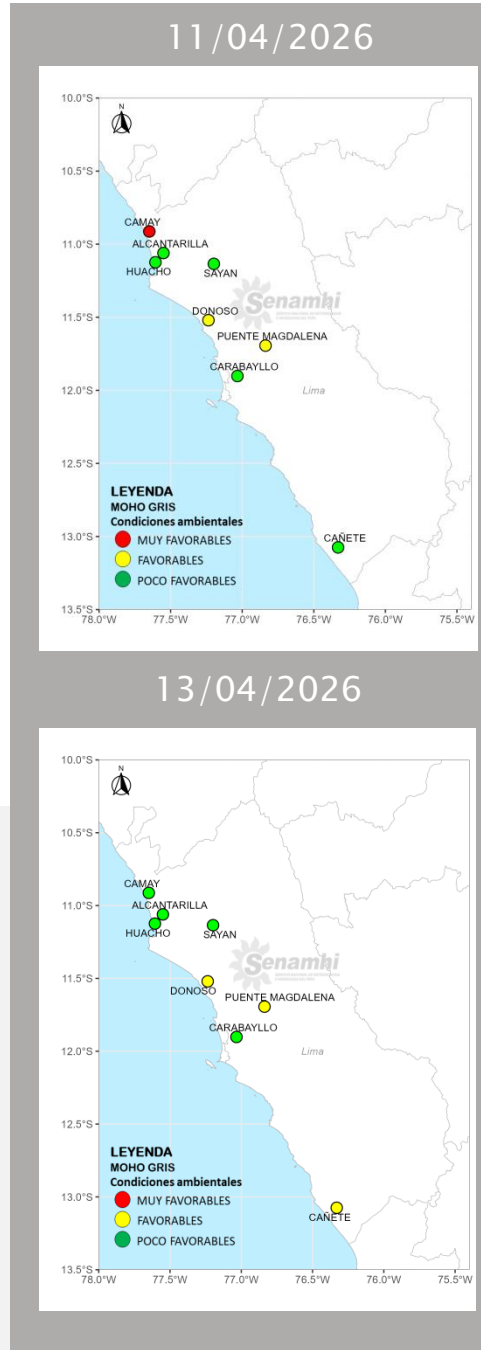 11/04/2026
N
10.0°S
10.5°S
CAMAY
11.0°S
ALCANTARILLA
HUACHO
SAYAN
Senamhi
11.5°S
DONOSO
PUENTE MAGDALENA
CARABAYLLO
12.0°S
Lima
12.5°S
LEYENDA
MOHO GRIS
Condiciones ambientales
13.0°S
CAÑETE
MUY FAVORABLES
FAVORABLES
POCO FAVORABLES
13.5°S
78.0°W 77.5°W 77.0°W 76.5°W 76.0°W 75.5°W
13/04/2026
N
10.0°S
10.5°S
CAMAY
11.0°S
ALCANTARILLA
HUACHO
SAYAN
Senamhi
11.5°S
DONOSO
PUENTE MAGDALENA
CARABAYLLO
12.0°S
Lima
12.5°S
LEYENDA
MOHO GRIS
Condiciones ambientales
13.0°S
CAÑETE
MUY FAVORABLES
FAVORABLES
POCO FAVORABLES
13.5°S
78.0°W 77.5°W 77.0°W 76.5°W 76.0°W 75.5°W